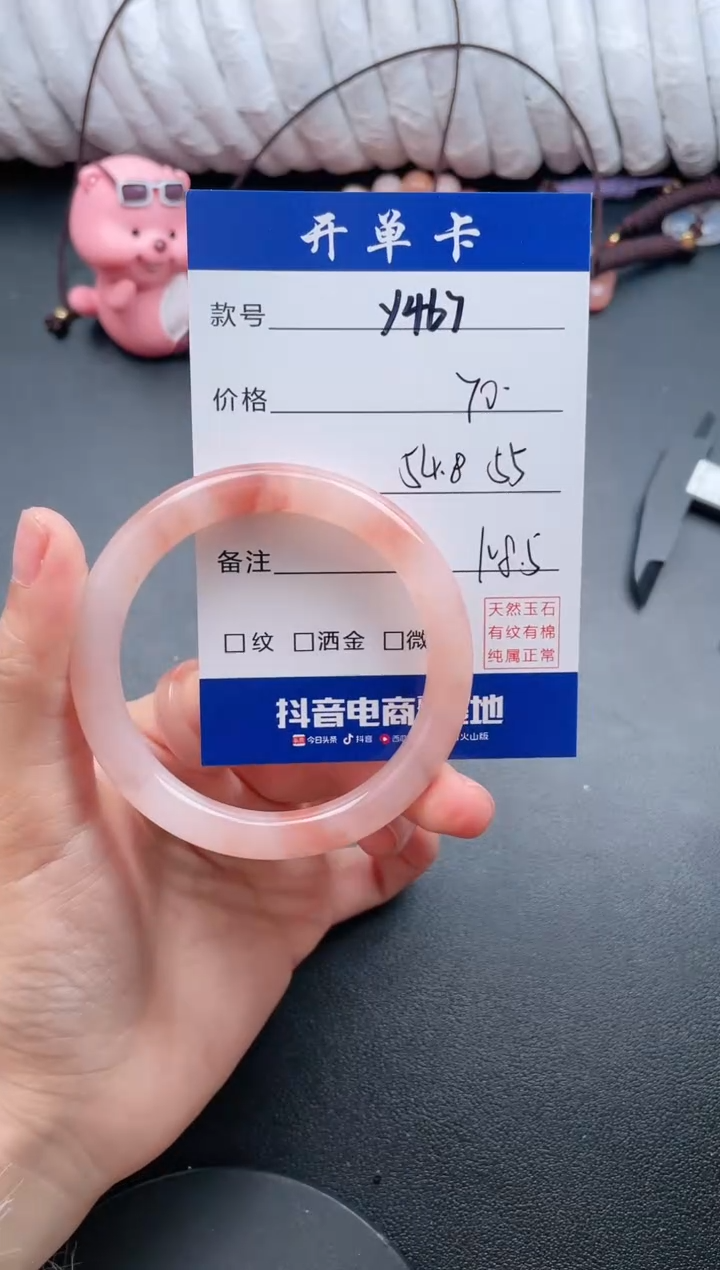 开单卡
款号 Y467
价格 70.
54.8 55
备注 148.5
纹 洒金 微
天然玉石
有纹有棉
纯属正常
抖音电商 地
今日头条 抖音 火山版